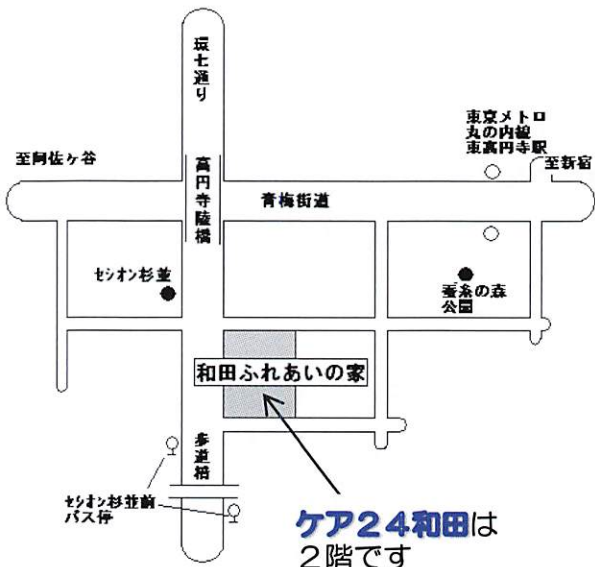 環七通り
東京メトロ
丸の内線
東高円寺駅
至阿佐ヶ谷
至新宿
高円寺陸橋
青梅街道
セシオン杉並
蚕糸の森
公園
和田ふれあいの家
歩道橋
セシオン杉並前
バス停
ケア24和田は
2階です